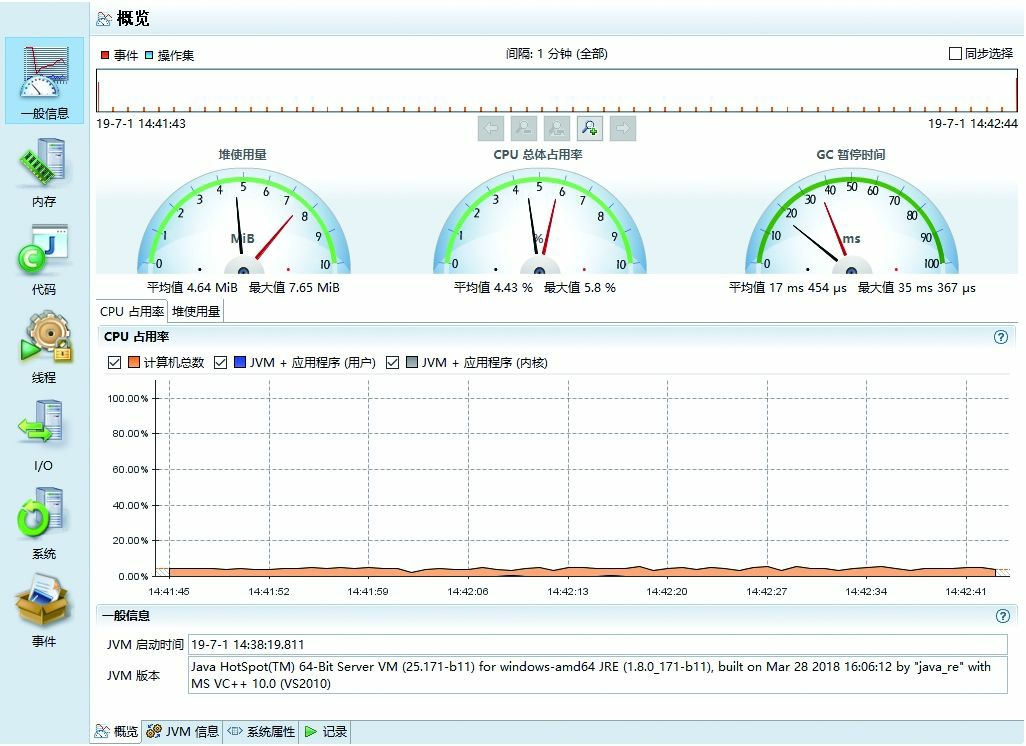 概览
事件 操作集 间隔: 1 分钟 (全部) 同步选择
19-7-1 14:41:43 19-7-1 14:42:44
堆使用量 CPU 总体占用率 GC 暂停时间
0 1 2 3 4 5 6 7 8 9 10 MiB
0 1 2 3 4 5 6 7 8 9 10 %
0 10 20 30 40 50 60 70 80 90 100 ms
平均值 4.64 MiB 最大值 7.65 MiB
平均值 4.43 % 最大值 5.8 %
平均值 17 ms 454 µs 最大值 35 ms 367 µs
CPU 占用率 堆使用量
CPU 占用率
计算机总数 JVM + 应用程序 (用户) JVM + 应用程序 (内核)
100.00%
80.00%
60.00%
40.00%
20.00%
0.00%
14:41:45 14:41:52 14:41:59 14:42:06 14:42:13 14:42:20 14:42:27 14:42:34 14:42:41
一般信息
JVM 启动时间 19-7-1 14:38:19.811
JVM 版本
Java HotSpot(TM) 64-Bit Server VM (25.171-b11) for windows-amd64 JRE (1.8.0_171-b11), built on Mar 28 2018 16:06:12 by "java_re" with
MS VC++ 10.0 (VS2010)
概览 JVM 信息 系统属性 记录
一般信息
内存
J
C
代码
线程
I/O
系统
事件